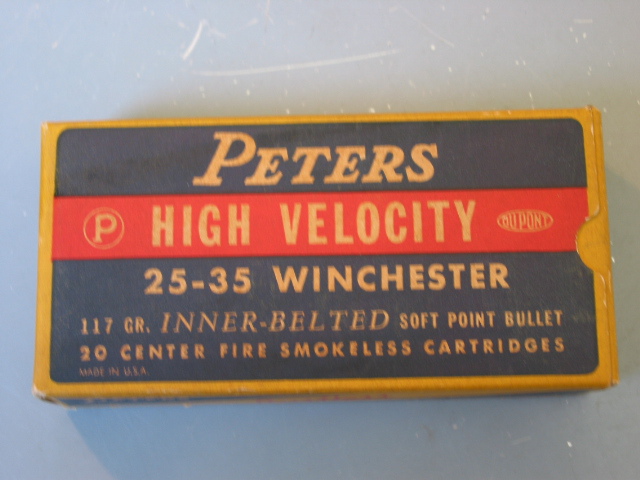 PETERS
P HIGH VELOCITY DU PONT
25-35 WINCHESTER
117 GR. INNER-BELTED SOFT POINT BULLET
20 CENTER FIRE SMOKELESS CARTRIDGES
MADE IN U.S.A.